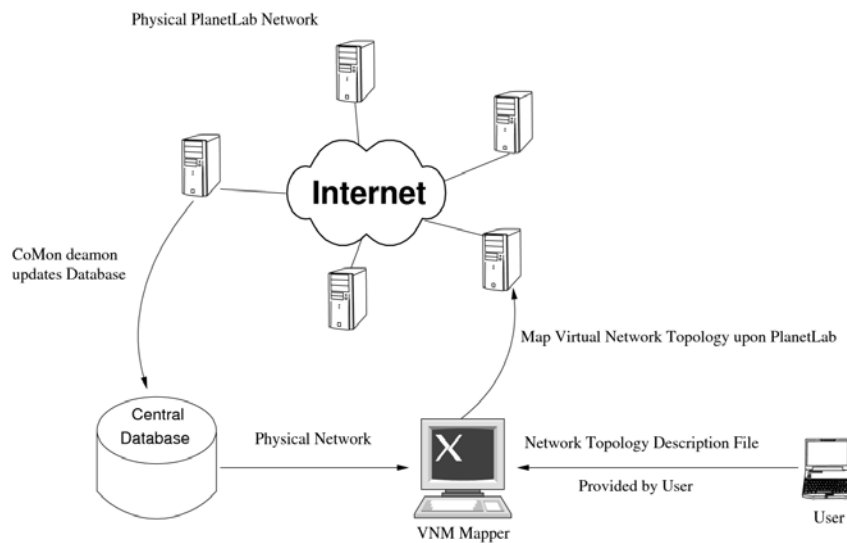 Physical PlanetLab Network
Internet
CoMon deamon
updates Database
Map Virtual Network Topology upon PlanetLab
Central
Database
Physical Network
X
Network Topology Description File
Provided by User
VNM Mapper
User